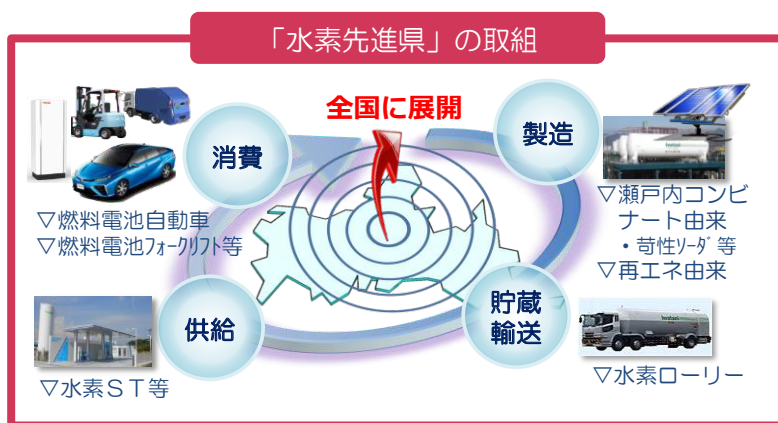 「水素先進県」の取組
全国に展開
消費
製造
▽燃料電池自動車
▽燃料電池ﾌｫｰｸﾘﾌﾄ等
▽瀬戸内コンビ
ナート由来
・苛性ｿｰﾀﾞ等
▽再エネ由来
供給
貯蔵
輸送
▽水素ＳＴ等
▽水素ローリー